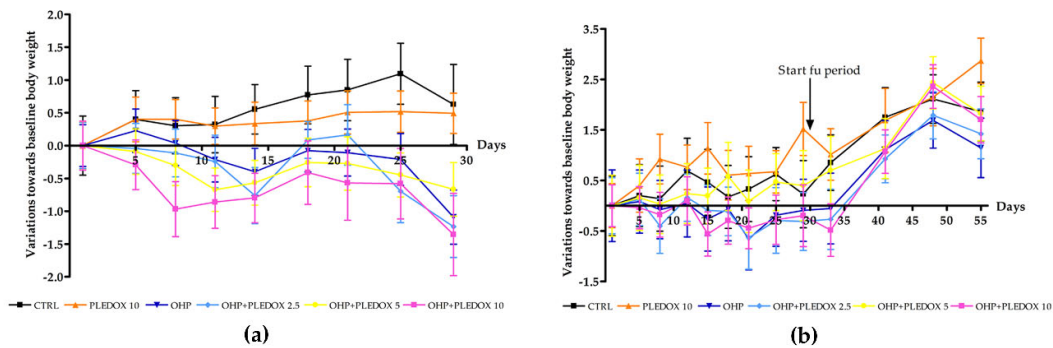 Variations towards baseline body weight
2.0
1.5
1.0
0.5
0.0
-0.5
-1.0
-1.5
-2.0
5
10
15
20
25
30
Days
CTRL PLEDOX 10 OHP OHP+PLEDOX 2.5 OHP+PLEDOX 5 OHP+PLEDOX 10
(a)
Variations towards baseline body weight
3.5
2.5
1.5
0.5
-0.5
-1.5
Start fu period
5 10 15 20 25 30 35 40 45 50 55
Days
CTRL PLEDOX 10 OHP OHP+PLEDOX 2.5 OHP+PLEDOX 5 OHP+PLEDOX 10
(b)